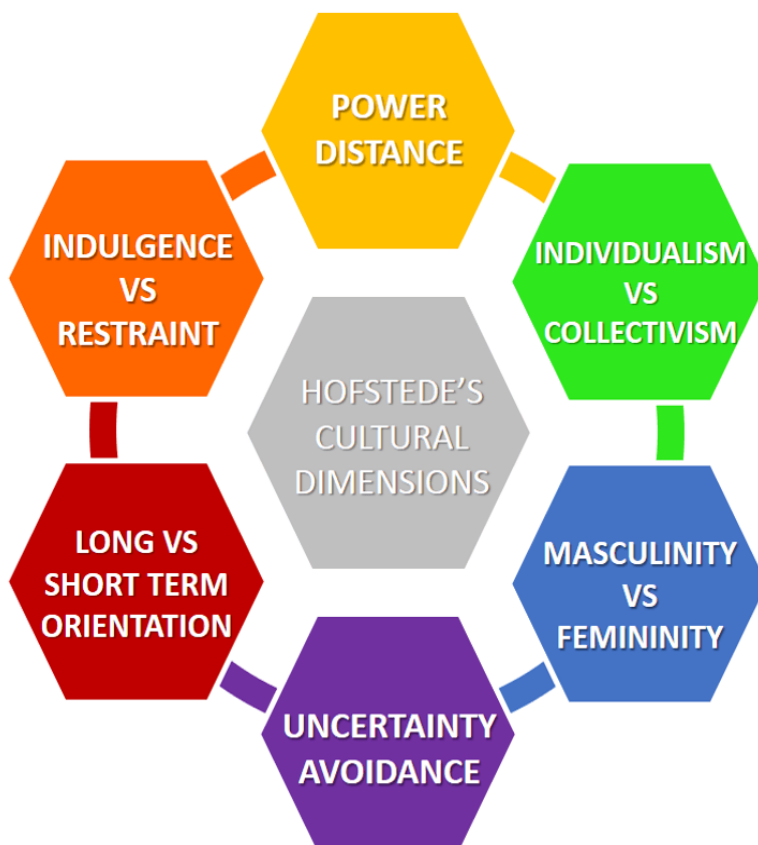 POWER
DISTANCE
INDIVIDUALISM
VS
COLLECTIVISM
MASCULINITY
VS
FEMININITY
UNCERTAINTY
AVOIDANCE
LONG VS
SHORT TERM
ORIENTATION
INDULGENCE
VS
RESTRAINT
HOFSTEDE'S
CULTURAL
DIMENSIONS